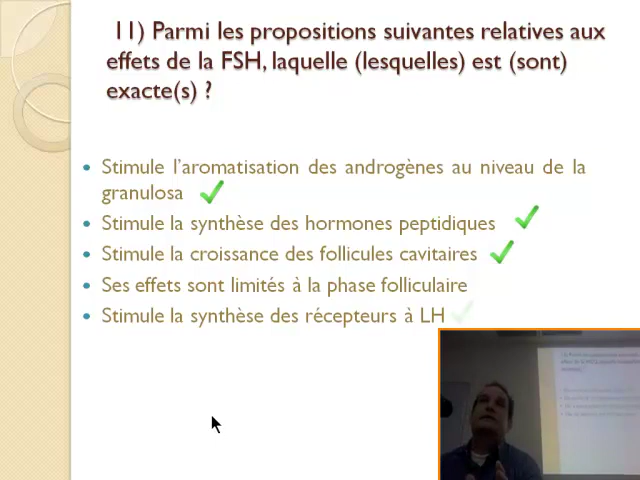 11) Parmi les propositions suivantes relatives aux
effets de la FSH, laquelle (lesquelles) est (sont)
exacte(s) ?
Stimule l'aromatisation des androgènes au niveau de la
granulosa
Stimule la synthèse des hormones peptidiques
Stimule la croissance des follicules cavitaires
Ses effets sont limités à la phase folliculaire
Stimule la synthèse des récepteurs à LH